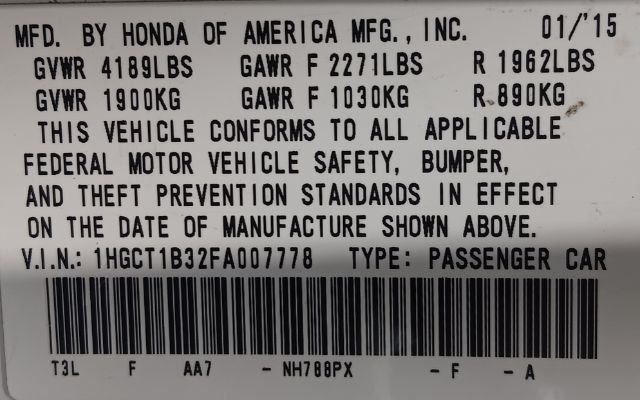 MFD. BY HONDA OF AMERICA MFG., INC. 01/'15
GVWR 4189LBS GAWR F 2271LBS R 1962LBS
GVWR 1900KG GAWR F 1030KG R 890KG
THIS VEHICLE CONFORMS TO ALL APPLICABLE
FEDERAL MOTOR VEHICLE SAFETY, BUMPER,
AND THEFT PREVENTION STANDARDS IN EFFECT
ON THE DATE OF MANUFACTURE SHOWN ABOVE.
V.I.N.: 1HGCT1B32FA007778 TYPE: PASSENGER CAR
T3L F AA7 - NH788PX - F - A